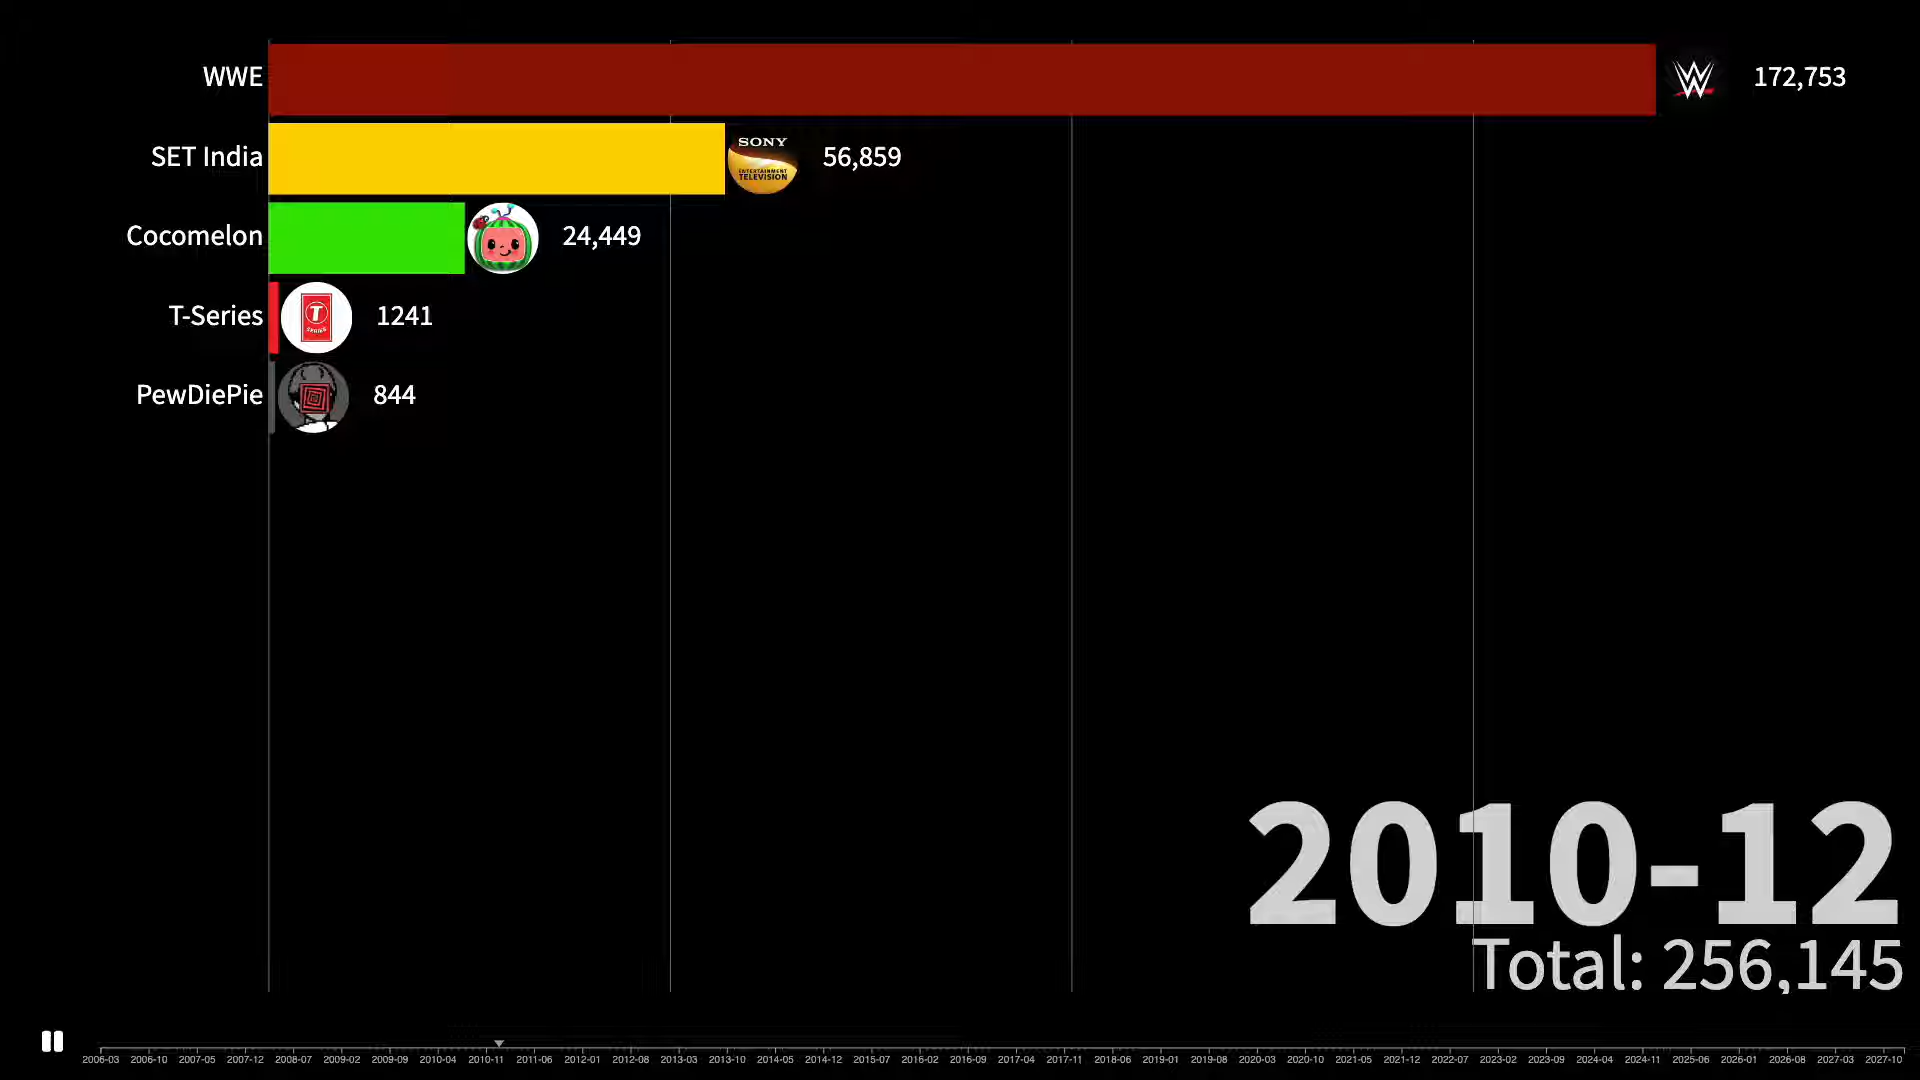 WWE 172,753
SET India SONY ENTERTAINMENT TELEVISION 56,859
Cocomelon 24,449
T-Series T SERIES 1241
PewDiePie 844
2010-12
Total: 256,145
2006-03 2006-10 2007-05 2007-12 2008-07 2009-02 2009-09 2010-04 2010-11 2011-06 2012-01 2012-08 2013-03 2013-10 2014-05 2014-12 2015-07 2016-02 2016-09 2017-04 2017-11 2018-06 2019-01 2019-08 2020-03 2020-10 2021-05 2021-12 2022-07 2023-02 2023-09 2024-04 2024-11 2025-06 2026-01 2026-08 2027-03 2027-10